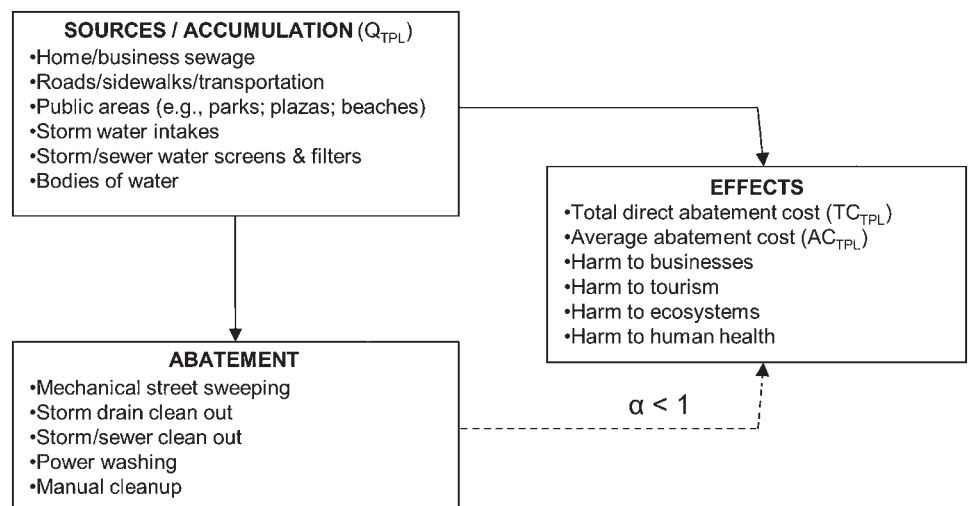 SOURCES / ACCUMULATION (Q_TPL)
•Home/business sewage
•Roads/sidewalks/transportation
•Public areas (e.g., parks; plazas; beaches)
•Storm water intakes
•Storm/sewer water screens & filters
•Bodies of water
EFFECTS
•Total direct abatement cost (TC_TPL)
•Average abatement cost (AC_TPL)
•Harm to businesses
•Harm to tourism
•Harm to ecosystems
•Harm to human health
ABATEMENT
•Mechanical street sweeping
•Storm drain clean out
•Storm/sewer clean out
•Power washing
•Manual cleanup
α < 1